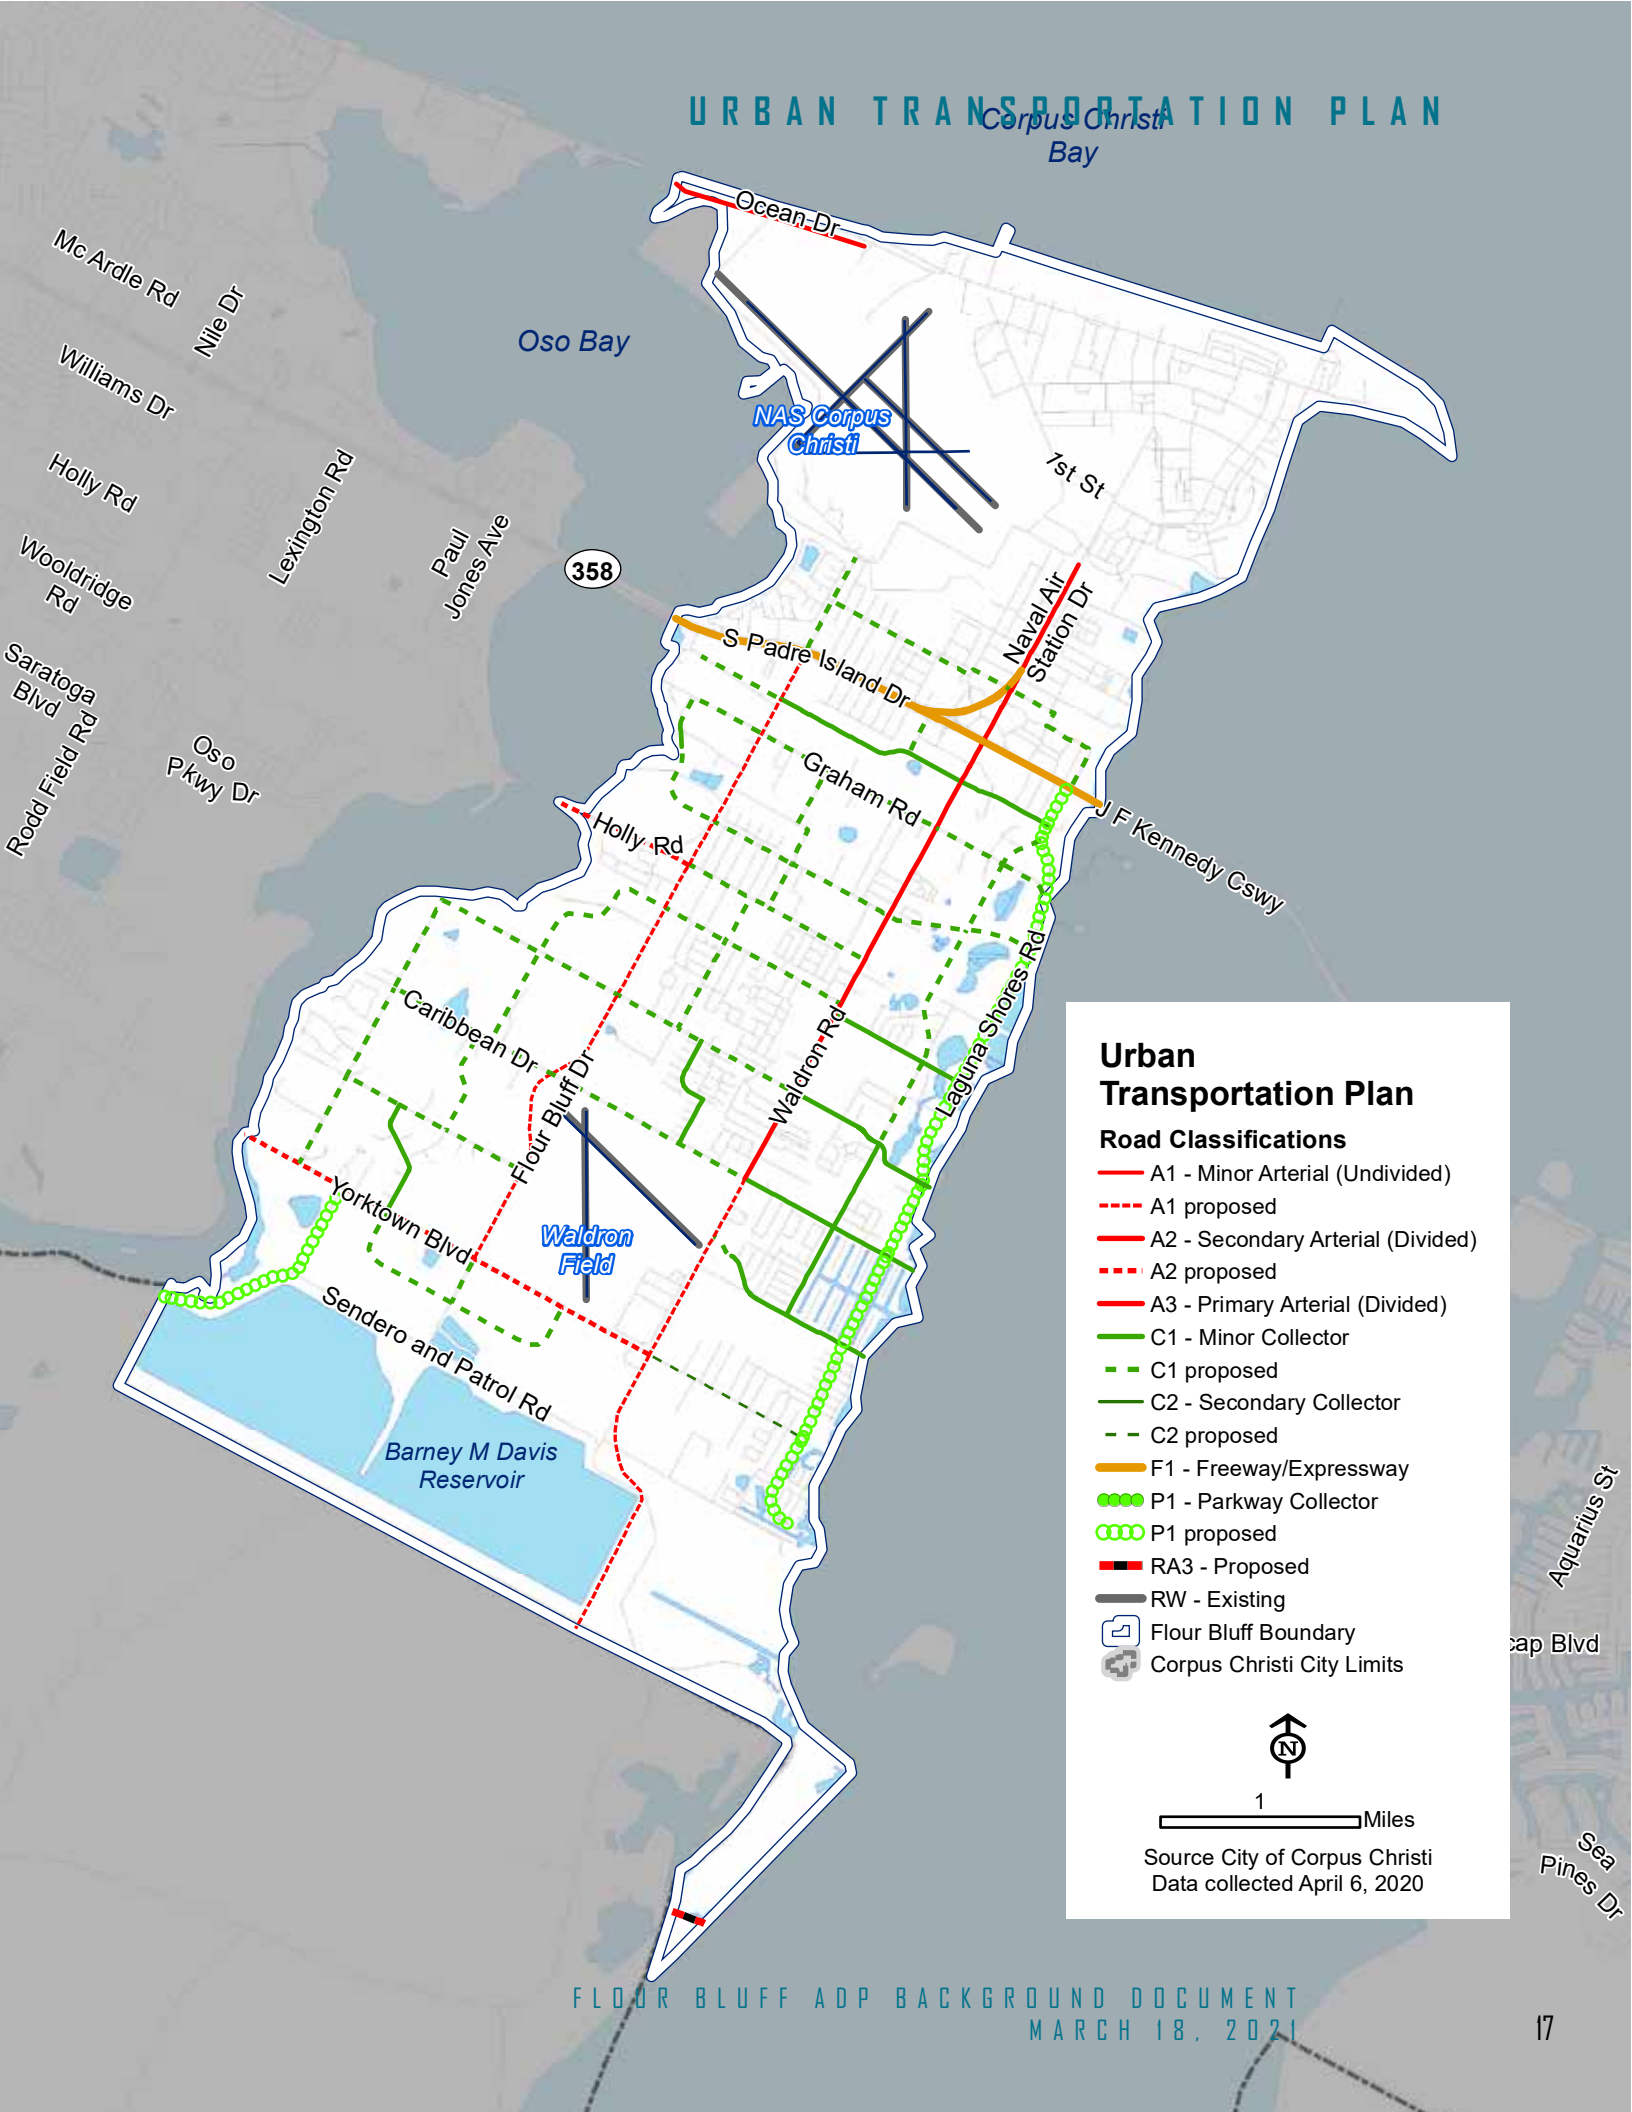 URBAN TRANSPORTATION PLAN
Corpus Christi
Bay
Ocean Dr
Mc Ardle Rd
Nile Dr
Oso Bay
Williams Dr
NAS Corpus
Christi
1st St
Holly Rd
Lexington Rd
Paul
Jones Ave
358
Wooldridge
Rd
Naval Air
Station Dr
S Padre Island Dr
Saratoga
Blvd
Rodd Field Rd
Oso
Pkwy Dr
Graham Rd
J F Kennedy Cswy
Holly Rd
Laguna Shores Rd
Caribbean Dr
Waldron Rd
Flour Bluff Dr
Yorktown Blvd
Waldron
Field
Sendero and Patrol Rd
Barney M Davis
Reservoir
Urban
Transportation Plan
Road Classifications
A1 - Minor Arterial (Undivided)
A1 proposed
A2 - Secondary Arterial (Divided)
A2 proposed
A3 - Primary Arterial (Divided)
C1 - Minor Collector
C1 proposed
C2 - Secondary Collector
C2 proposed
F1 - Freeway/Expressway
P1 - Parkway Collector
P1 proposed
RA3 - Proposed
RW - Existing
Flour Bluff Boundary
Corpus Christi City Limits
N
1
Miles
Source City of Corpus Christi
Data collected April 6, 2020
Aquarius St
cap Blvd
Sea
Pines Dr
FLOUR BLUFF ADP BACKGROUND DOCUMENT
MARCH 18, 2021
17